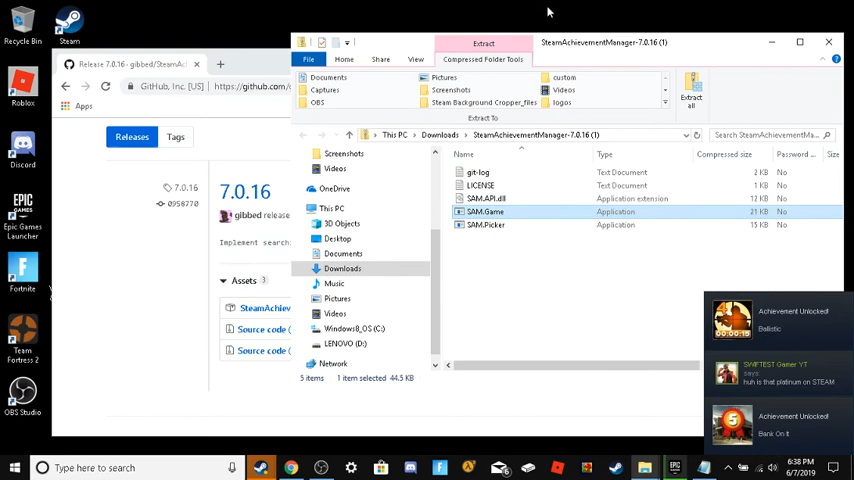 Recycle Bin
Steam
Roblox
Discord
Epic Games
Launcher
Fortnite
Team
Fortress 2
OBS Studio
Release 7.0.16 - gibbed/SteamAc
GitHub, Inc. [US]
https://github.com/
Apps
Releases
Tags
7.0.16
0958770
7.0.16
gibbed release
Implement search
Assets 3
SteamAchiev
Source code (
Source code (
Extract
SteamAchievementManager-7.0.16 (1)
File
Home
Share
View
Compressed Folder Tools
Documents
Pictures
custom
Captures
Screenshots
Videos
OBS
Steam Background Cropper_files
logos
Extract
all
Extract To
This PC
Downloads
SteamAchievementManager-7.0.16 (1)
Search SteamAchievementMa...
Name
Type
Compressed size
Password ...
Size
git-log
Text Document
2 KB
No
LICENSE
Text Document
1 KB
No
SAM.API.dll
Application extension
12 KB
No
SAM.Game
Application
21 KB
No
SAM.Picker
Application
15 KB
No
Screenshots
Videos
OneDrive
This PC
3D Objects
Desktop
Documents
Downloads
Music
Pictures
Videos
Windows8_OS (C:)
LENOVO (D:)
Network
5 items
1 item selected 44.5 KB
Achievement Unlocked!
Ballistic
00:00:15
SWIFTEST Gamer YT
says:
huh is that platinum on STEAM
Achievement Unlocked!
Bank On It
5
Type here to search
6:38 PM
6/7/2019